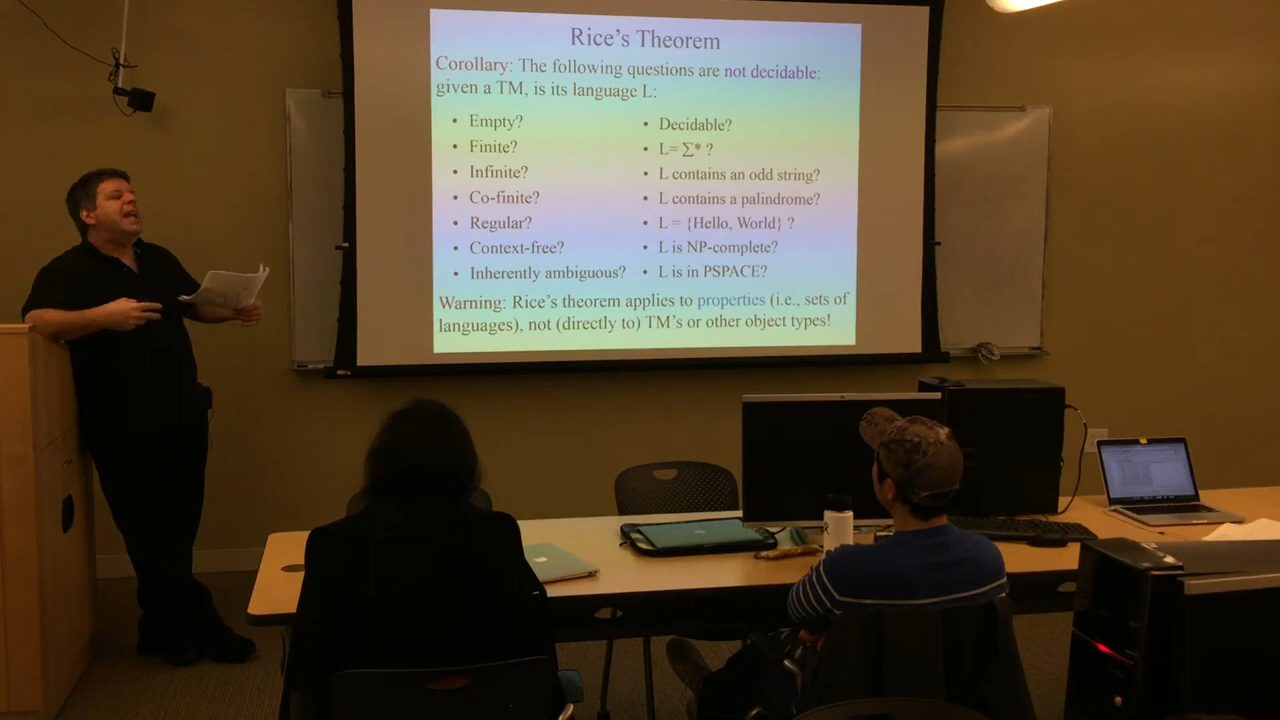 Rice's Theorem
Corollary: The following questions are not decidable:
given a TM, is its language L:
• Empty?
• Finite?
• Infinite?
• Co-finite?
• Regular?
• Context-free?
• Inherently ambiguous?
• Decidable?
• L= ∑* ?
• L contains an odd string?
• L contains a palindrome?
• L = {Hello, World} ?
• L is NP-complete?
• L is in PSPACE?
Warning: Rice's theorem applies to properties (i.e., sets of
languages), not (directly to) TM's or other object types!